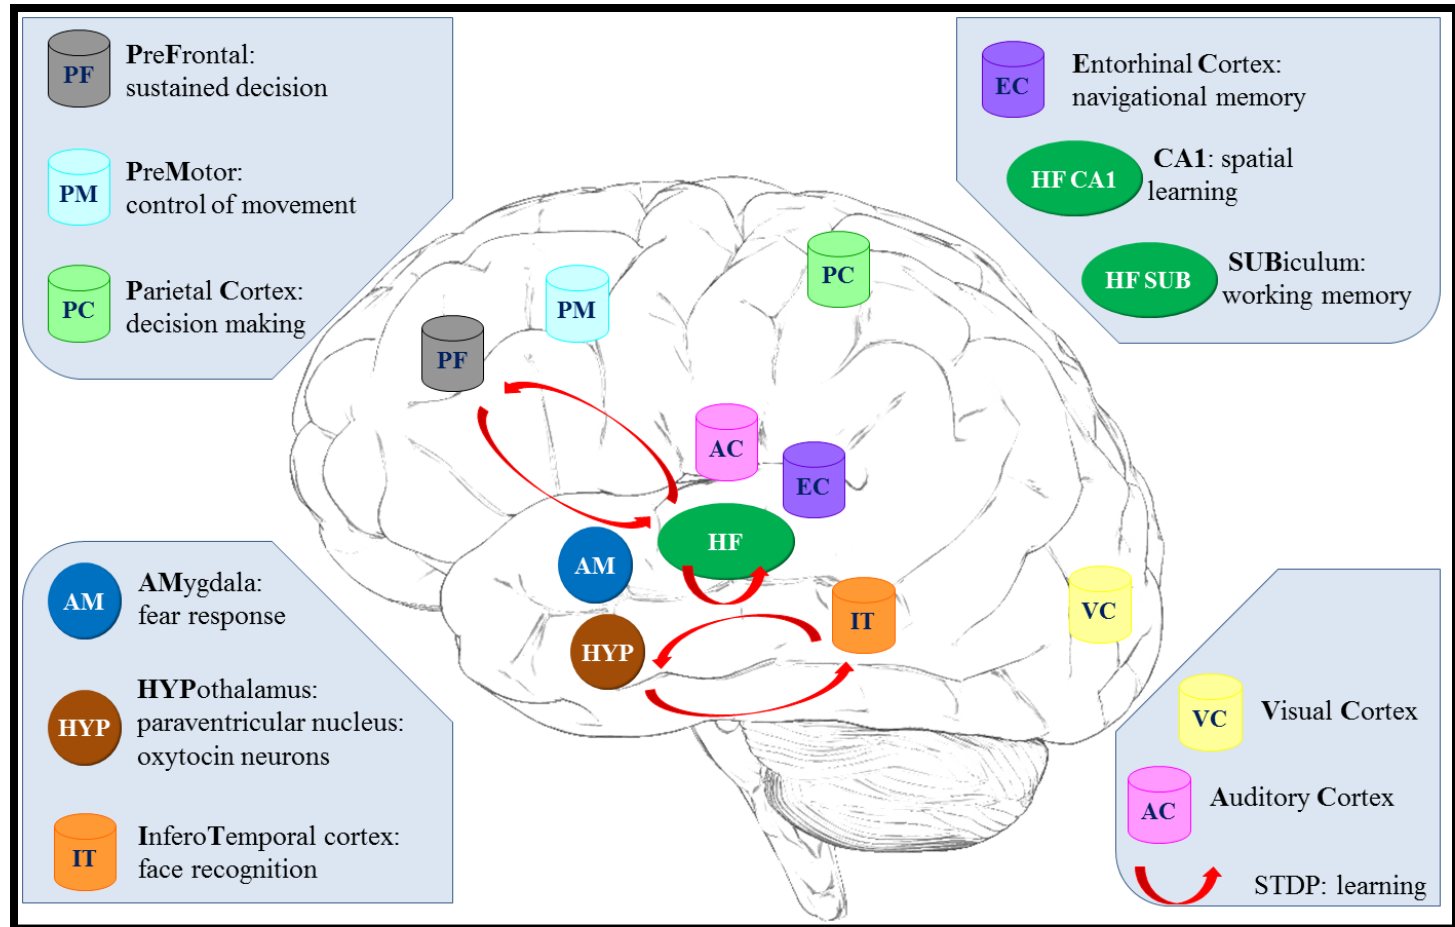 PF
PreFrontal:
sustained decision
PM
PreMotor:
control of movement
PC
Parietal Cortex:
decision making
EC
Entorhinal Cortex:
navigational memory
HF CA1
CA1: spatial
learning
HF SUB
SUBiculum:
working memory
PC
PM
PF
AC
EC
HF
AM
IT
VC
HYP
AM
AMygdala:
fear response
HYP
HYPothalamus:
paraventricular nucleus:
oxytocin neurons
IT
InferoTemporal cortex:
face recognition
VC
Visual Cortex
AC
Auditory Cortex
STDP: learning